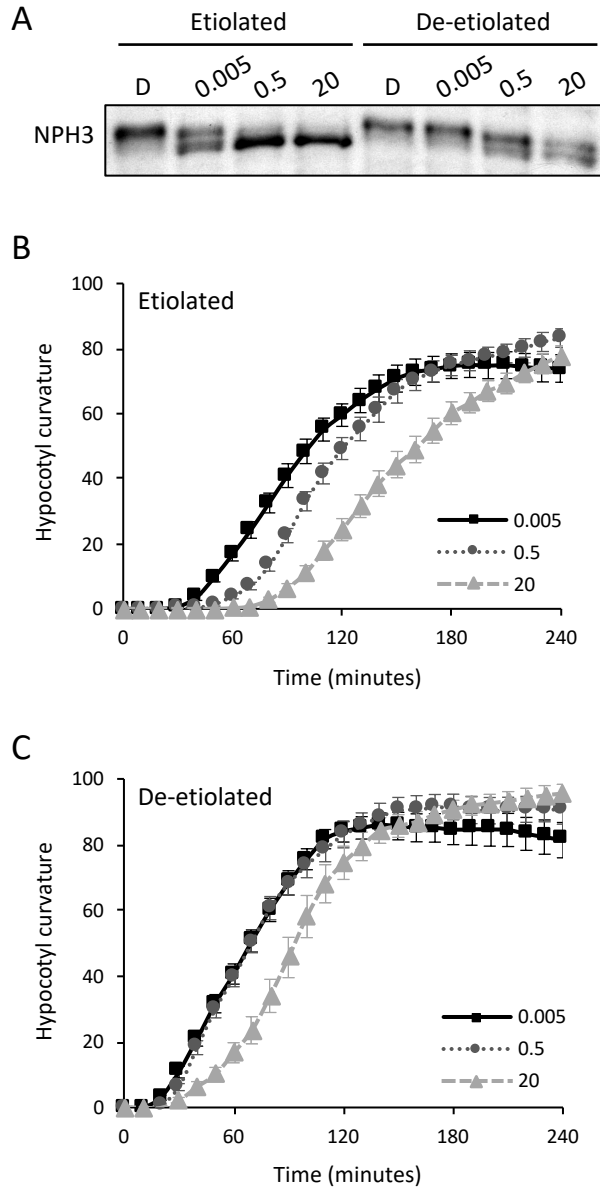 A
Etiolated De-etiolated
D 0.005 0.5 20 D 0.005 0.5 20
NPH3
B
100
Etiolated
80
60
40
20
0
Hypocotyl curvature
0.005
0.5
20
0 60 120 180 240
Time (minutes)
C
100
De-etiolated
80
60
40
20
0
Hypocotyl curvature
0.005
0.5
20
0 60 120 180 240
Time (minutes)